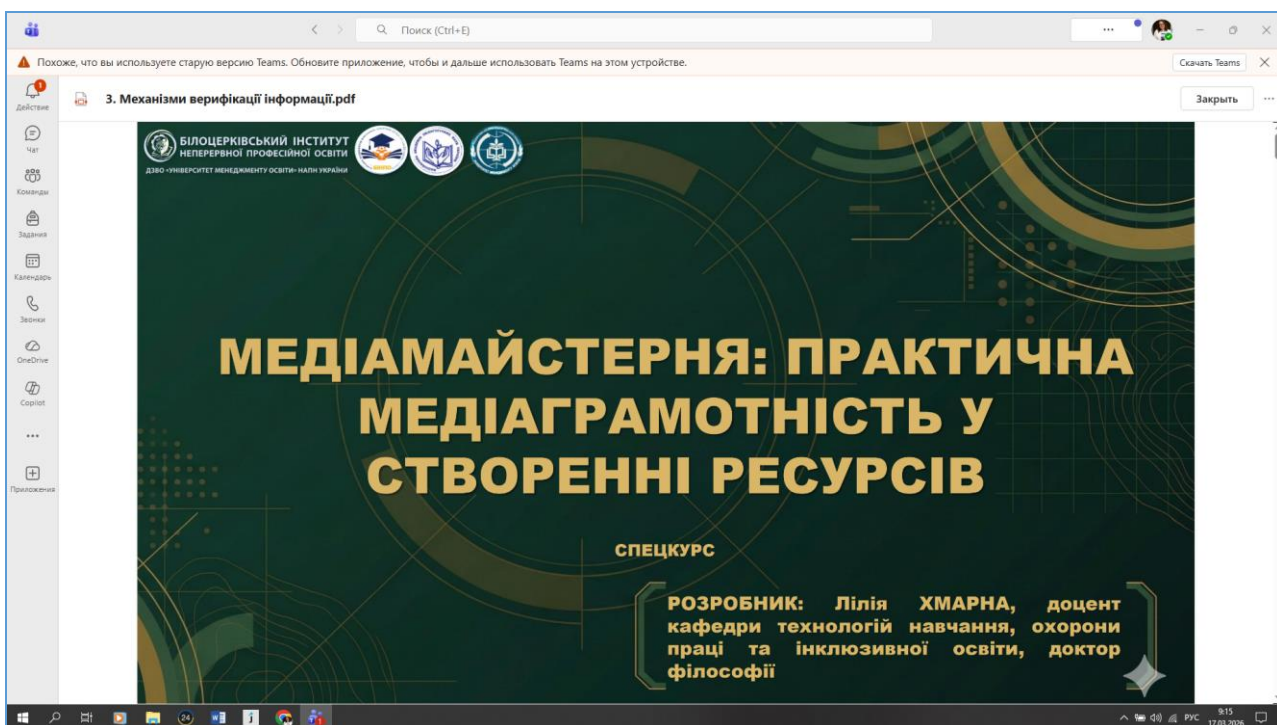 Поиск (Ctrl+E)
Похоже, что вы используете старую версию Teams. Обновите приложение, чтобы и дальше использовать Teams на этом устройстве.
Скачать Teams
3. Механізми верифікації інформації.pdf
Закрыть
1
Действие
Чат
Команды
Задания
Календарь
Звонки
OneDrive
Copilot
Приложения
БІЛОЦЕРКІВСЬКИЙ ІНСТИТУТ
НЕПЕРЕРВНОЇ ПРОФЕСІЙНОЇ ОСВІТИ
ДЗВО «УНІВЕРСИТЕТ МЕНЕДЖМЕНТУ ОСВІТИ» НАПН УКРАЇНИ
МЕДІАМАЙСТЕРНЯ: ПРАКТИЧНА
МЕДІАГРАМОТНІСТЬ У
СТВОРЕННІ РЕСУРСІВ
СПЕЦКУРС
РОЗРОБНИК: Лілія ХМАРНА, доцент
кафедри технологій навчання, охорони
праці та інклюзивної освіти, доктор
філософії
24
РУС
9:15
17.03.2026